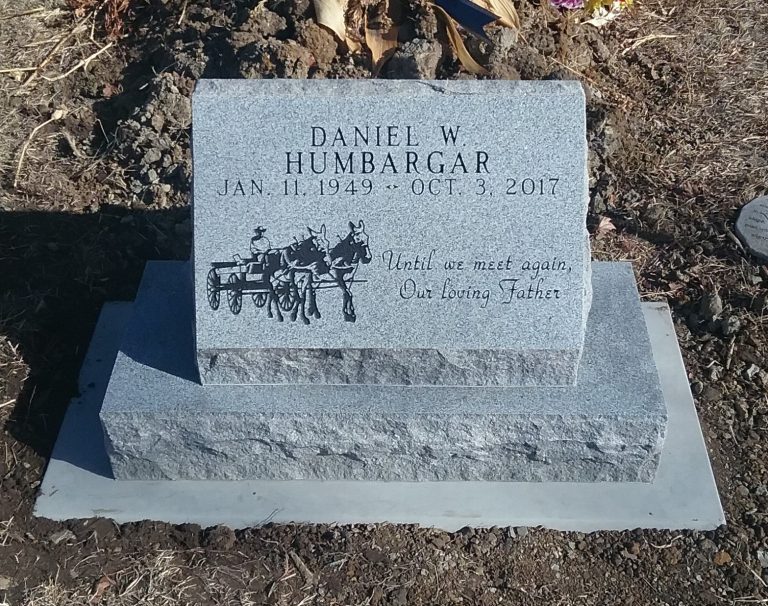 DANIEL W.
HUMBARGAR
JAN. 11, 1949 ·· OCT. 3, 2017
Until we meet again,
Our loving Father